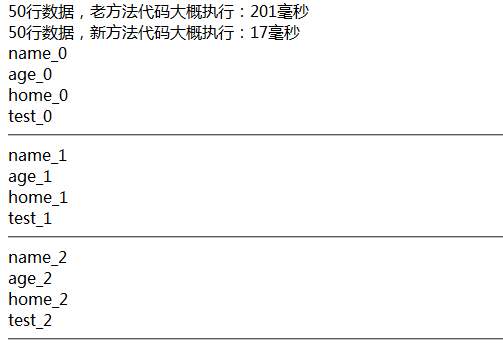 50行数据，老方法代码大概执行：201毫秒
50行数据，新方法代码大概执行：17毫秒
name_0
age_0
home_0
test_0
name_1
age_1
home_1
test_1
name_2
age_2
home_2
test_2